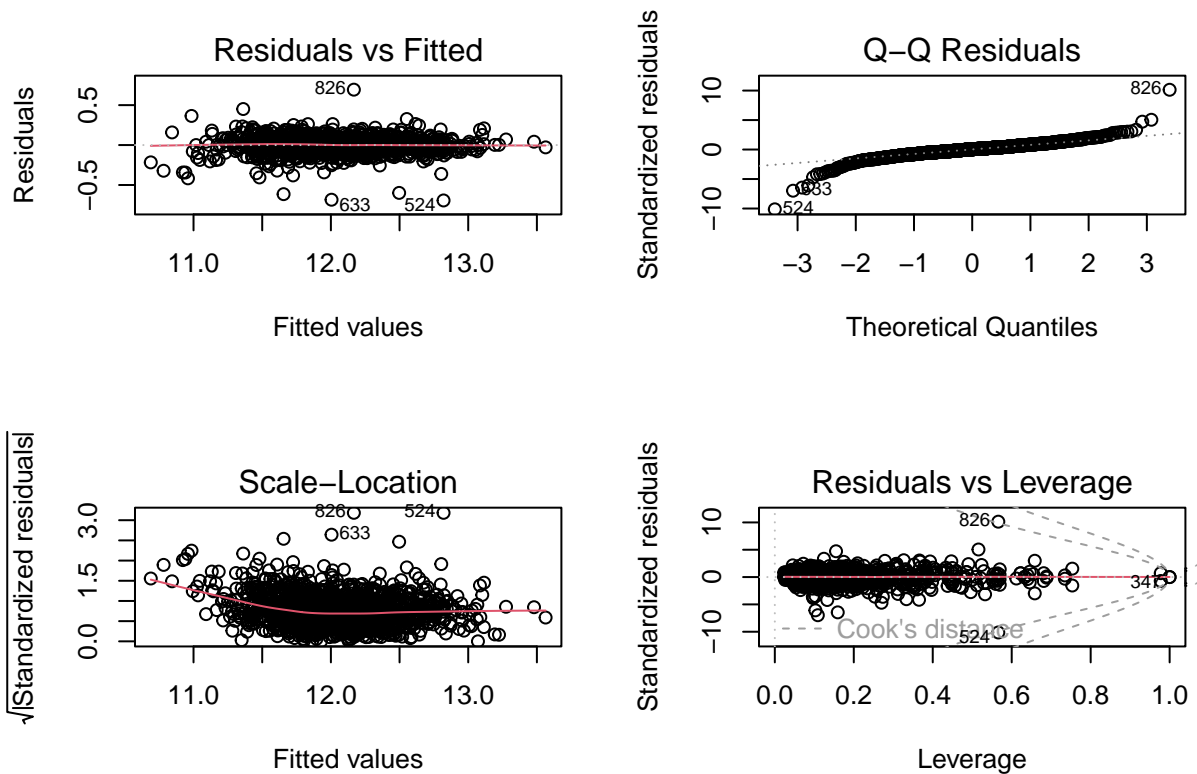 Residuals vs Fitted
Residuals
0.5
−0.5
826
633
524
11.0 12.0 13.0
Fitted values
Q−Q Residuals
Standardized residuals
10
0
−10
826
633
524
−3 −2 −1 0 1 2 3
Theoretical Quantiles
Scale−Location
√|Standardized residuals|
3.0
1.5
0.0
826
524
633
11.0 12.0 13.0
Fitted values
Residuals vs Leverage
Standardized residuals
10
0
−10
826
347
524
Cook's distance
0.0 0.2 0.4 0.6 0.8 1.0
Leverage